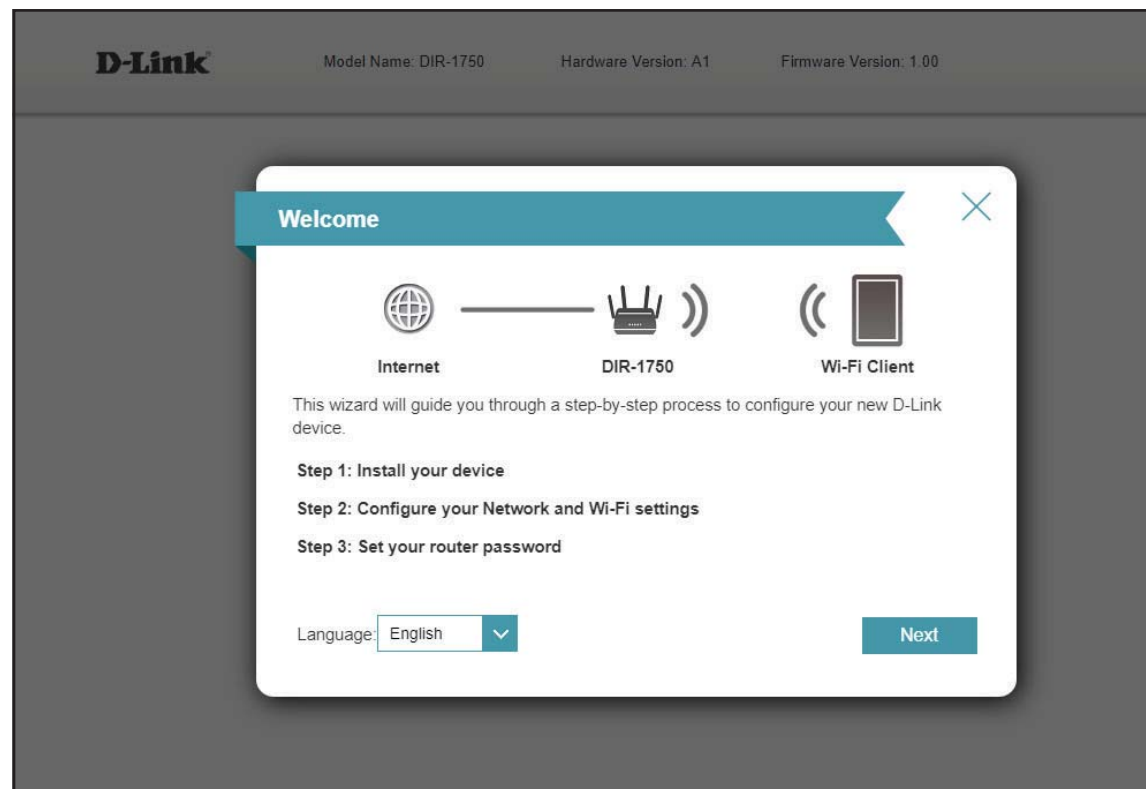 D-Link
Model Name: DIR-1750 Hardware Version: A1 Firmware Version: 1.00
Welcome
Internet DIR-1750 Wi-Fi Client
This wizard will guide you through a step-by-step process to configure your new D-Link
device.
Step 1: Install your device
Step 2: Configure your Network and Wi-Fi settings
Step 3: Set your router password
Language: English
Next